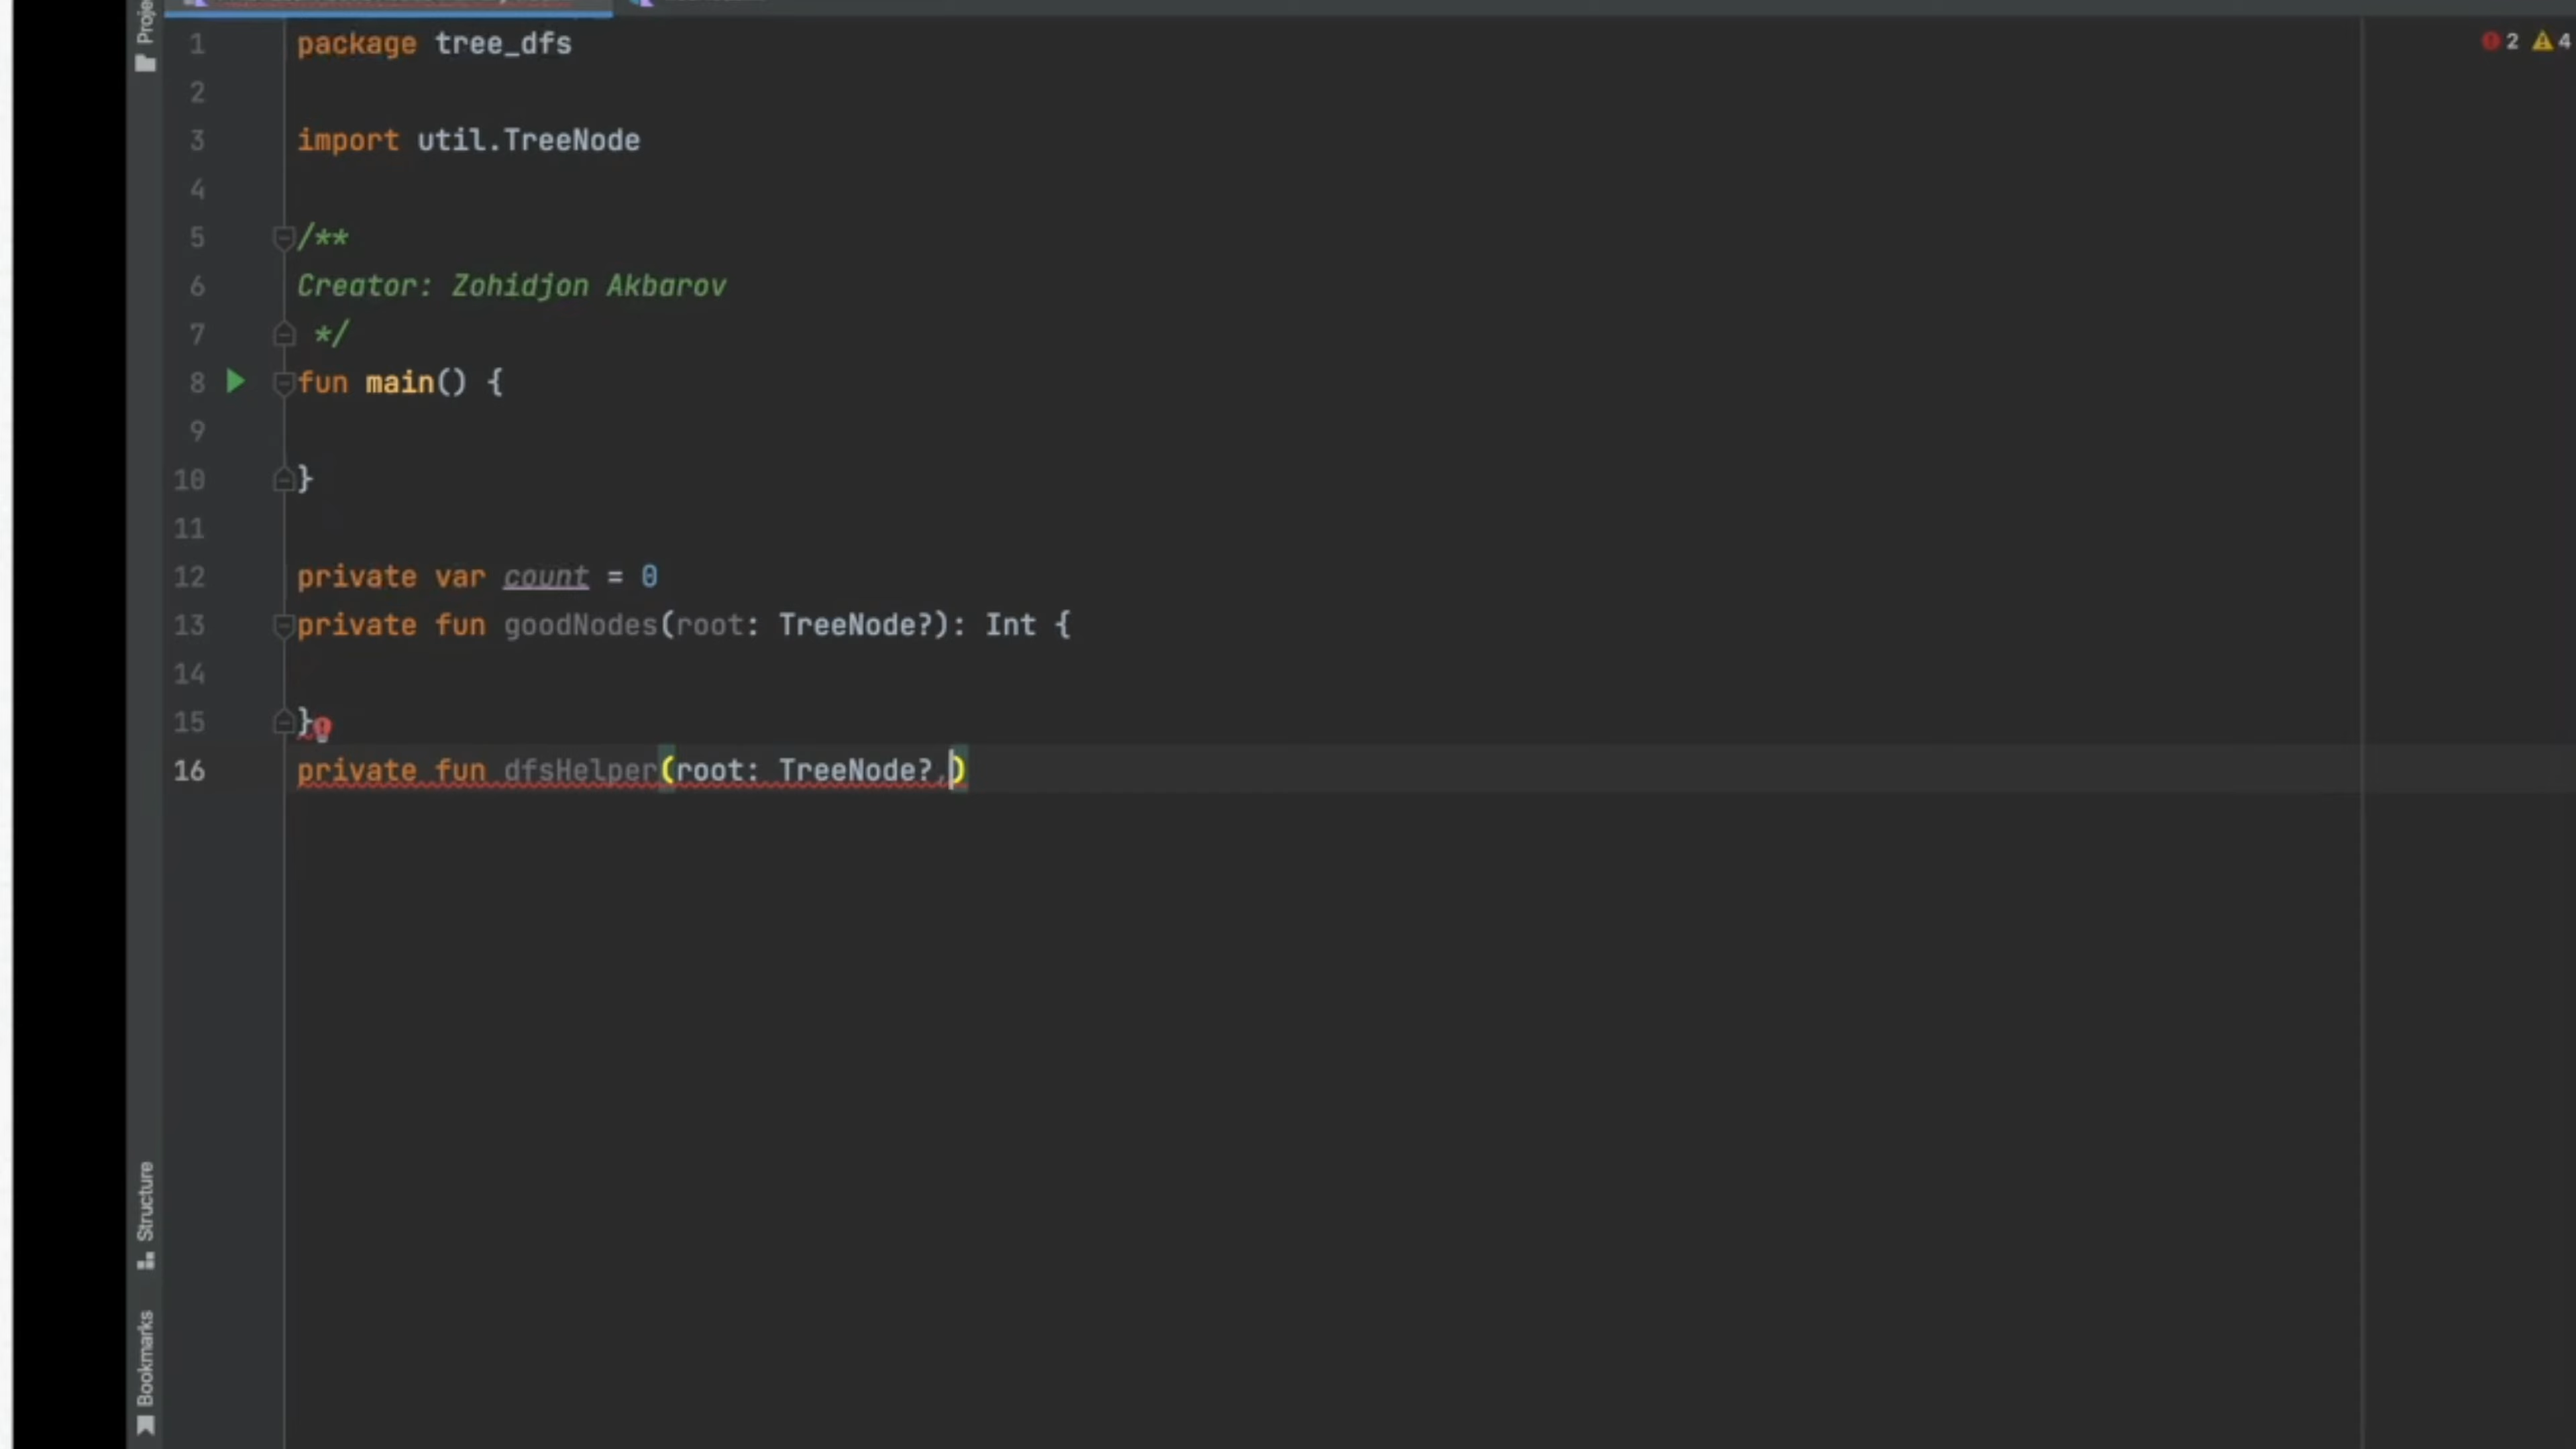 Proje
2 4
1 package tree_dfs
2
3 import util.TreeNode
4
5 /**
6 Creator: Zohidjon Akbarov
7 */
8 fun main() {
9
10 }
11
12 private var count = 0
13 private fun goodNodes(root: TreeNode?): Int {
14
15 }
16 private fun dfsHelper(root: TreeNode?,)
Structure
Bookmarks